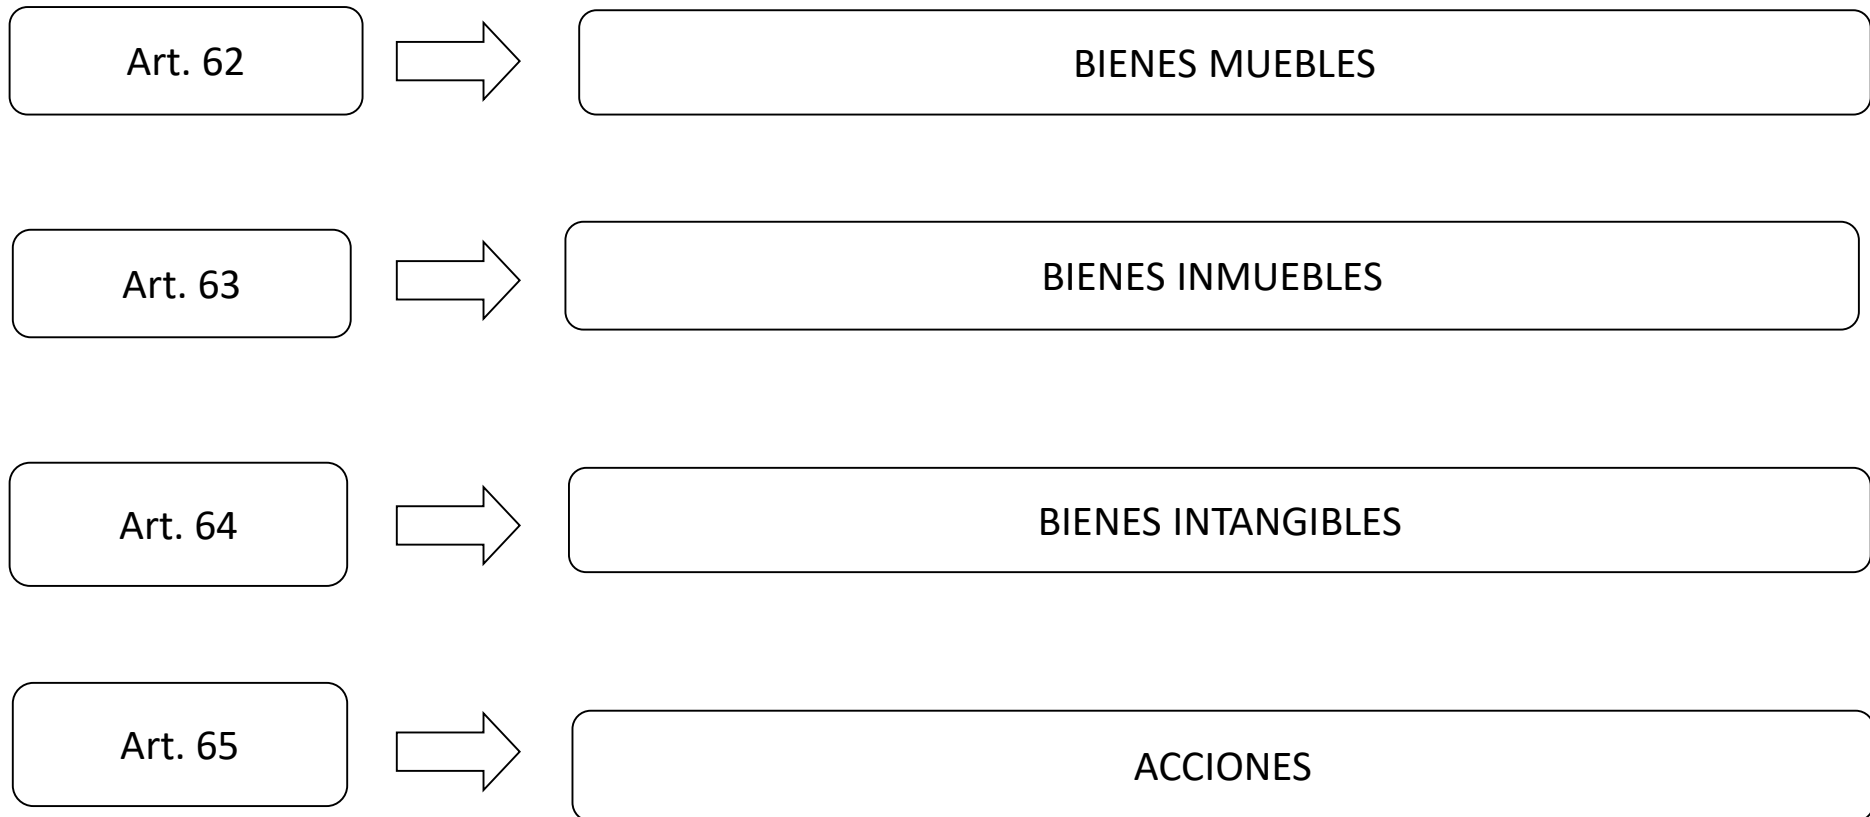 Art. 62
BIENES MUEBLES
Art. 63
BIENES INMUEBLES
Art. 64
BIENES INTANGIBLES
Art. 65
ACCIONES